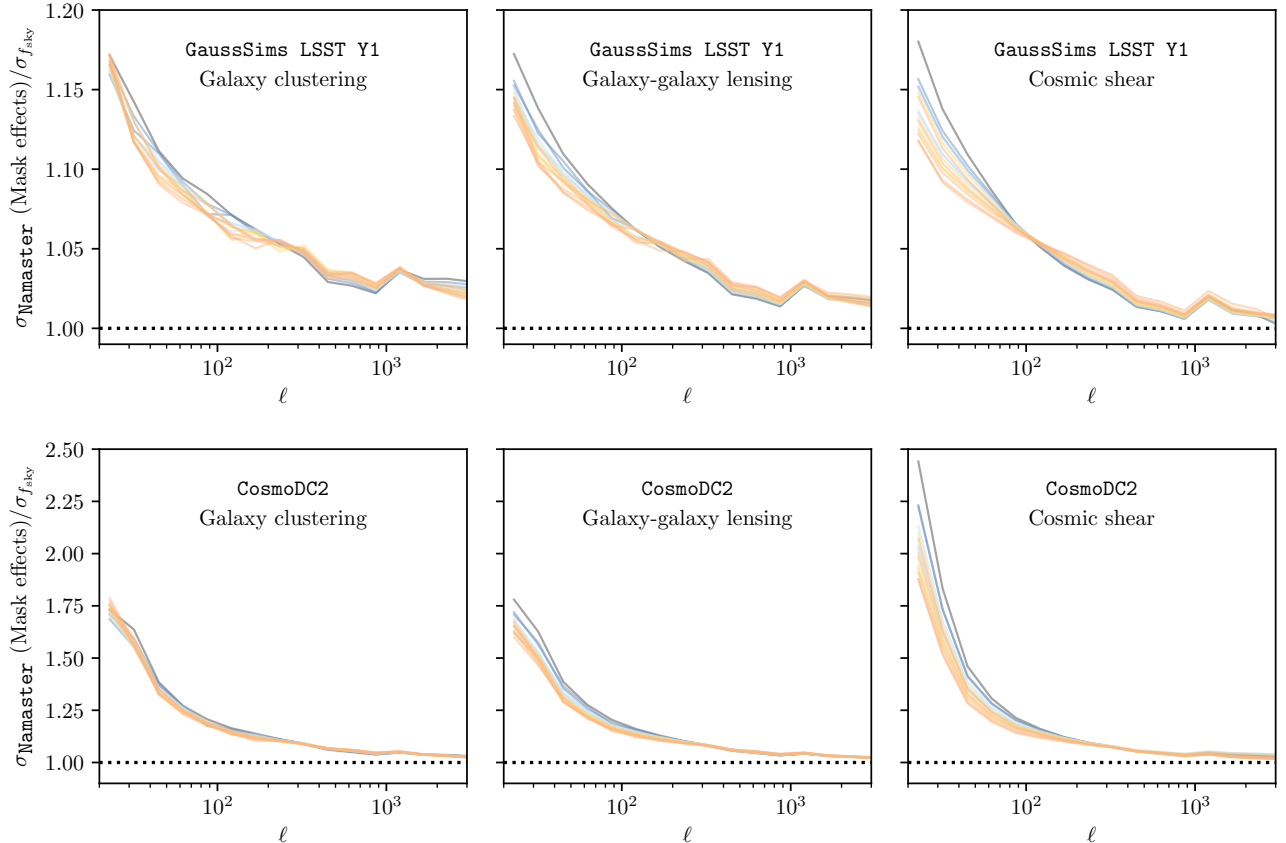 σNamaster (Mask effects)/σfsky
1.20
1.15
1.10
1.05
1.00
GaussSims LSST Y1
Galaxy clustering
10²
10³
ℓ
GaussSims LSST Y1
Galaxy-galaxy lensing
10²
10³
ℓ
GaussSims LSST Y1
Cosmic shear
10²
10³
ℓ
σNamaster (Mask effects)/σfsky
2.50
2.25
2.00
1.75
1.50
1.25
1.00
CosmoDC2
Galaxy clustering
10²
10³
ℓ
CosmoDC2
Galaxy-galaxy lensing
10²
10³
ℓ
CosmoDC2
Cosmic shear
10²
10³
ℓ